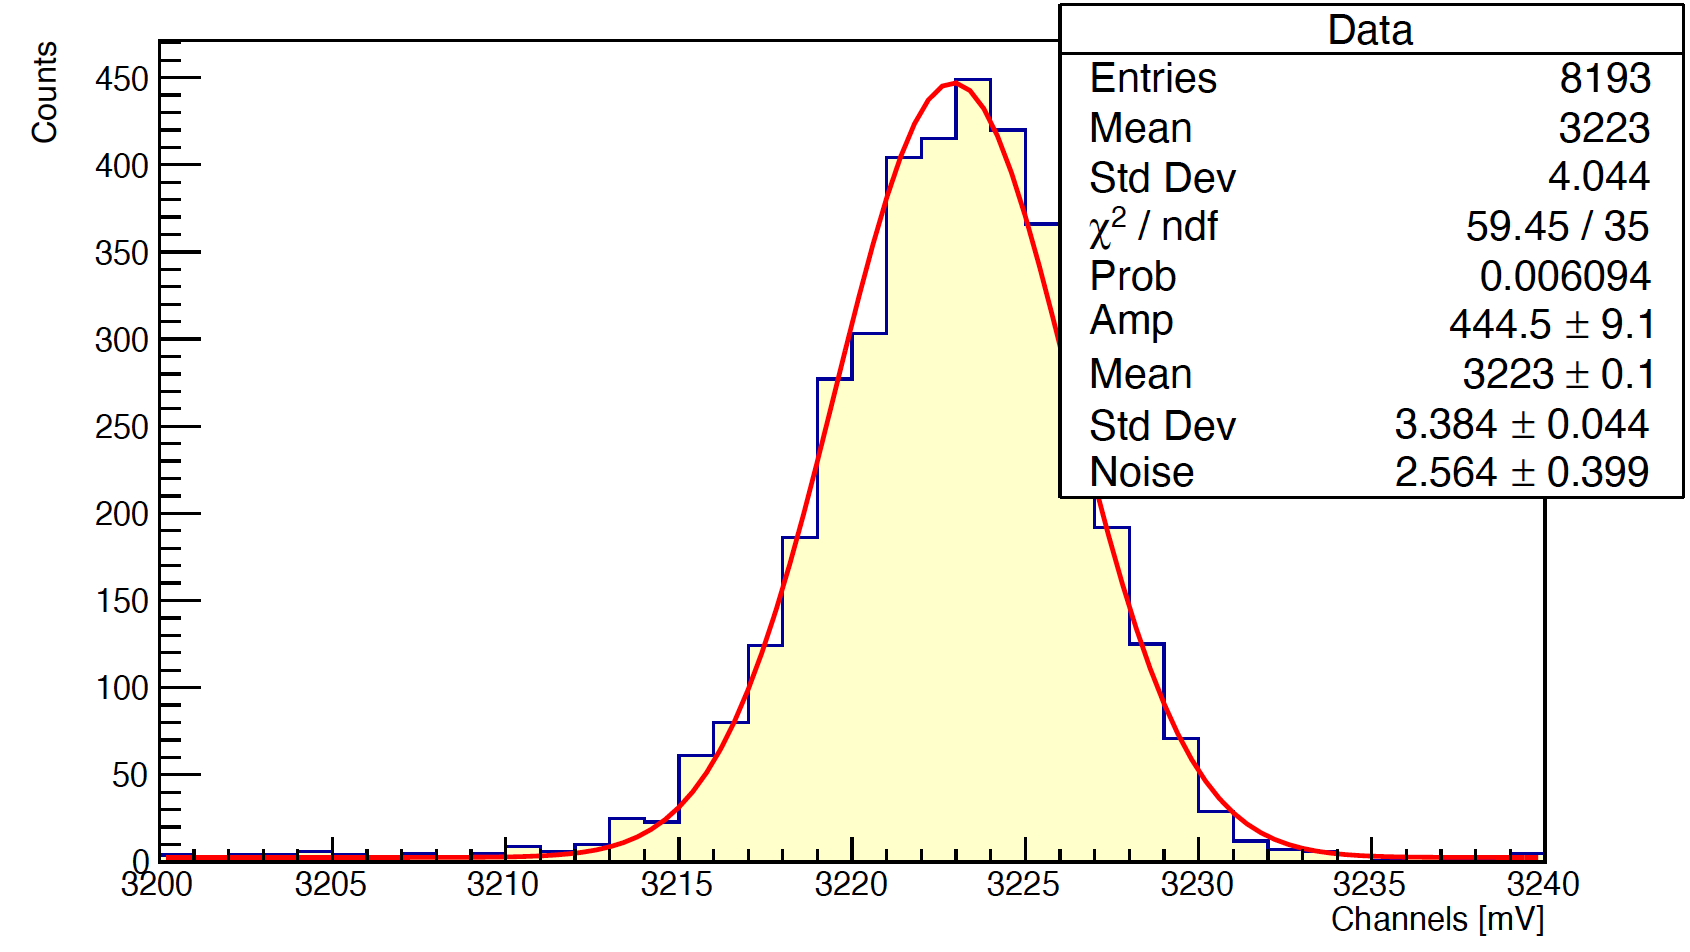 Counts
450
400
350
300
250
200
150
100
50
0
3200 3205 3210 3215 3220 3225 3230 3235 3240
Channels [mV]
Data
Entries 8193
Mean 3223
Std Dev 4.044
χ² / ndf 59.45 / 35
Prob 0.006094
Amp 444.5 ± 9.1
Mean 3223 ± 0.1
Std Dev 3.384 ± 0.044
Noise 2.564 ± 0.399